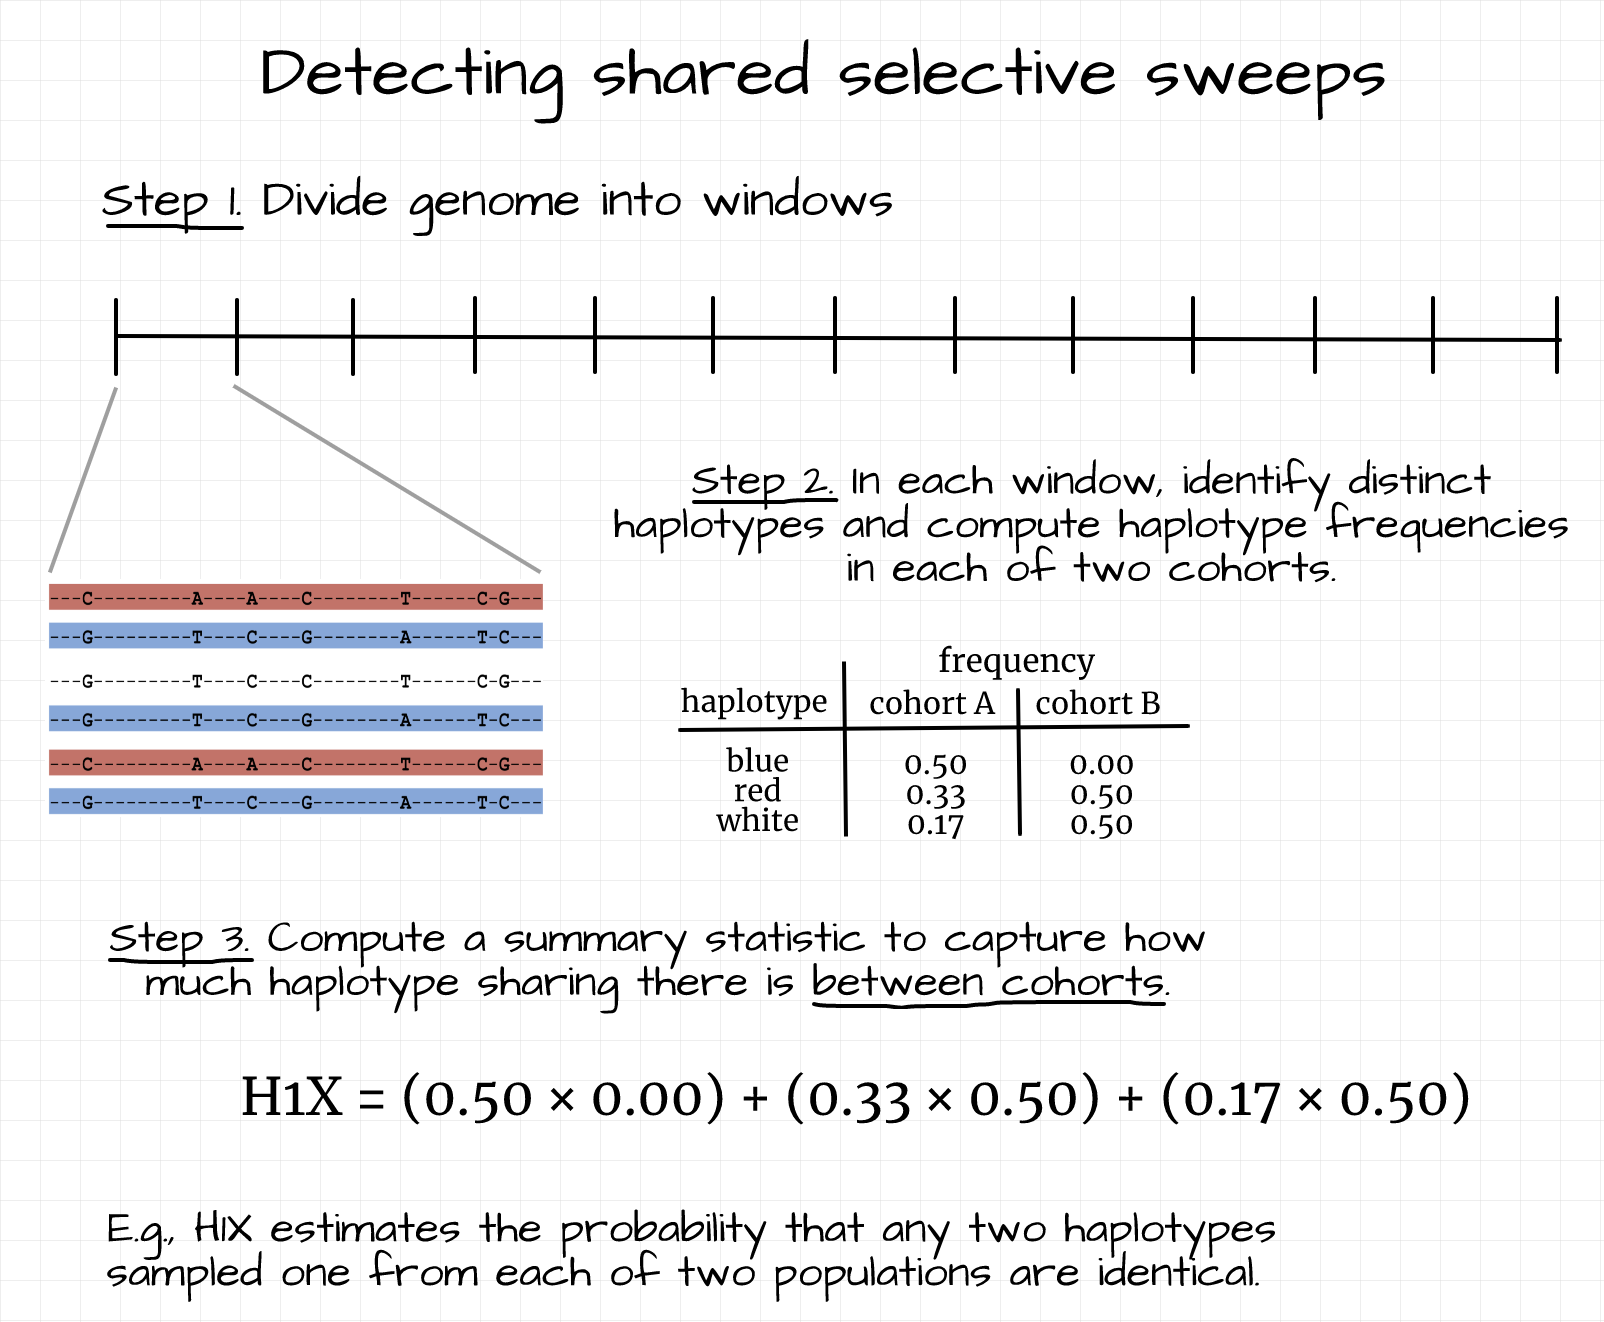 Detecting shared selective sweeps
Step 1. Divide genome into windows
Step 2. In each window, identify distinct
haplotypes and compute haplotype frequencies
in each of two cohorts.
---C---------A----A---C--------T------C-G---
---G---------T----C---G--------A------T-C---
---G---------T----C---C--------T------C-G---
---G---------T----C---G--------A------T-C---
---C---------A----A---C--------T------C-G---
---G---------T----C---G--------A------T-C---
frequency
haplotype cohort A cohort B
blue 0.50 0.00
red 0.33 0.50
white 0.17 0.50
Step 3. Compute a summary statistic to capture how
much haplotype sharing there is between cohorts.
H1X = (0.50 × 0.00) + (0.33 × 0.50) + (0.17 × 0.50)
E.g., H1X estimates the probability that any two haplotypes
sampled one from each of two populations are identical.